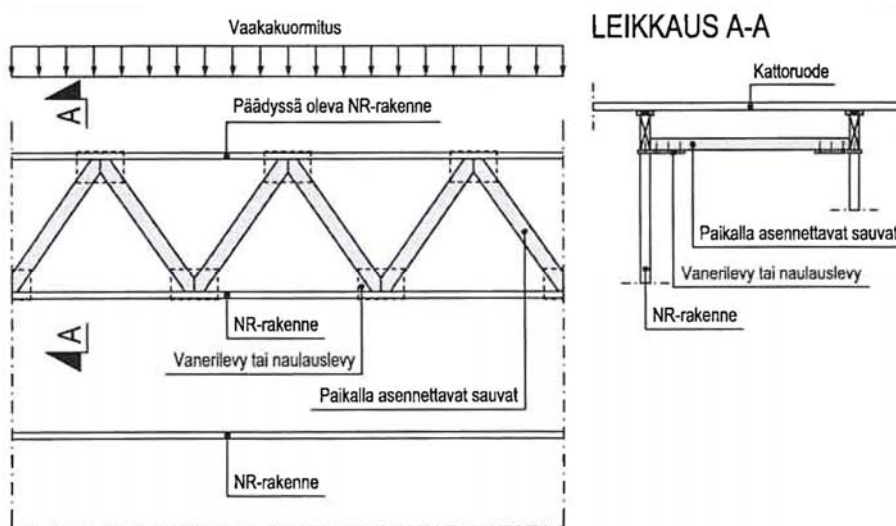 Vaakakuormitus
A
Päädyssä oleva NR-rakenne
NR-rakenne
A
Vanerilevy tai naulauslevy
Paikalla asennettavat sauvat
NR-rakenne
LEIKKAUS A-A
Kattoruode
Paikalla asennettavat sauvat
Vanerilevy tai naulauslevy
NR-rakenne